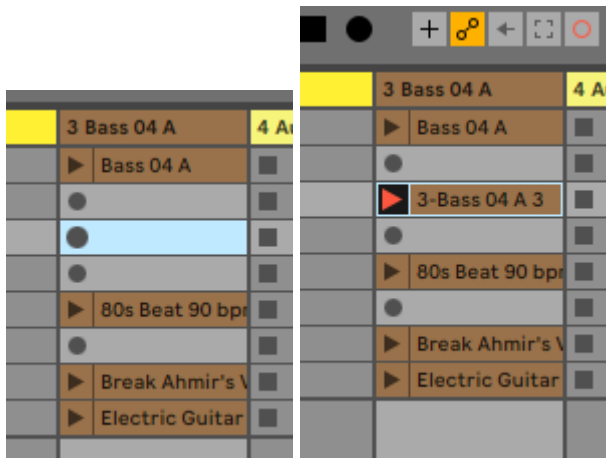 3 Bass 04 A
4 Au
Bass 04 A
80s Beat 90 bpr
Break Ahmir's
Electric Guitar
3 Bass 04 A
4 A
Bass 04 A
3-Bass 04 A 3
80s Beat 90 bpr
Break Ahmir's
Electric Guitar